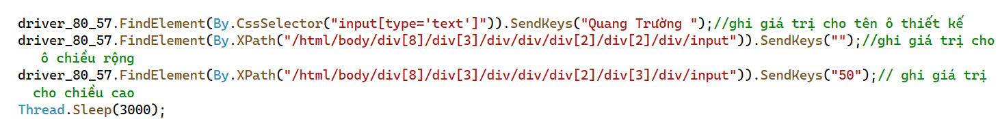 driver_80_57.FindElement(By.CssSelector("input[type='text']")).SendKeys("Quang Trường ");//ghi giá trị cho tên ô thiết kế
driver_80_57.FindElement(By.XPath("/html/body/div[8]/div[3]/div/div/div[2]/div[2]/div/input")).SendKeys("");//ghi giá trị cho
ô chiều rộng
driver_80_57.FindElement(By.XPath("/html/body/div[8]/div[3]/div/div/div[2]/div[3]/div/input")).SendKeys("50");// ghi giá trị
cho chiều cao
Thread.Sleep(3000);